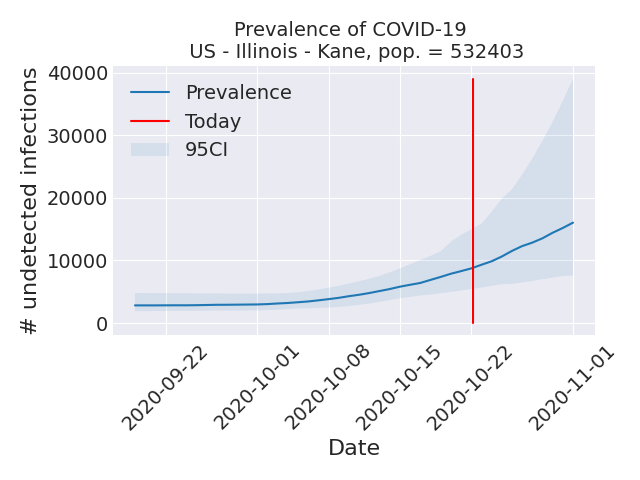 Prevalence of COVID-19
US - Illinois - Kane, pop. = 532403
# undetected infections
40000
30000
20000
10000
0
Prevalence
Today
95CI
2020-09-22
2020-10-01
2020-10-08
2020-10-15
2020-10-22
2020-11-01
Date